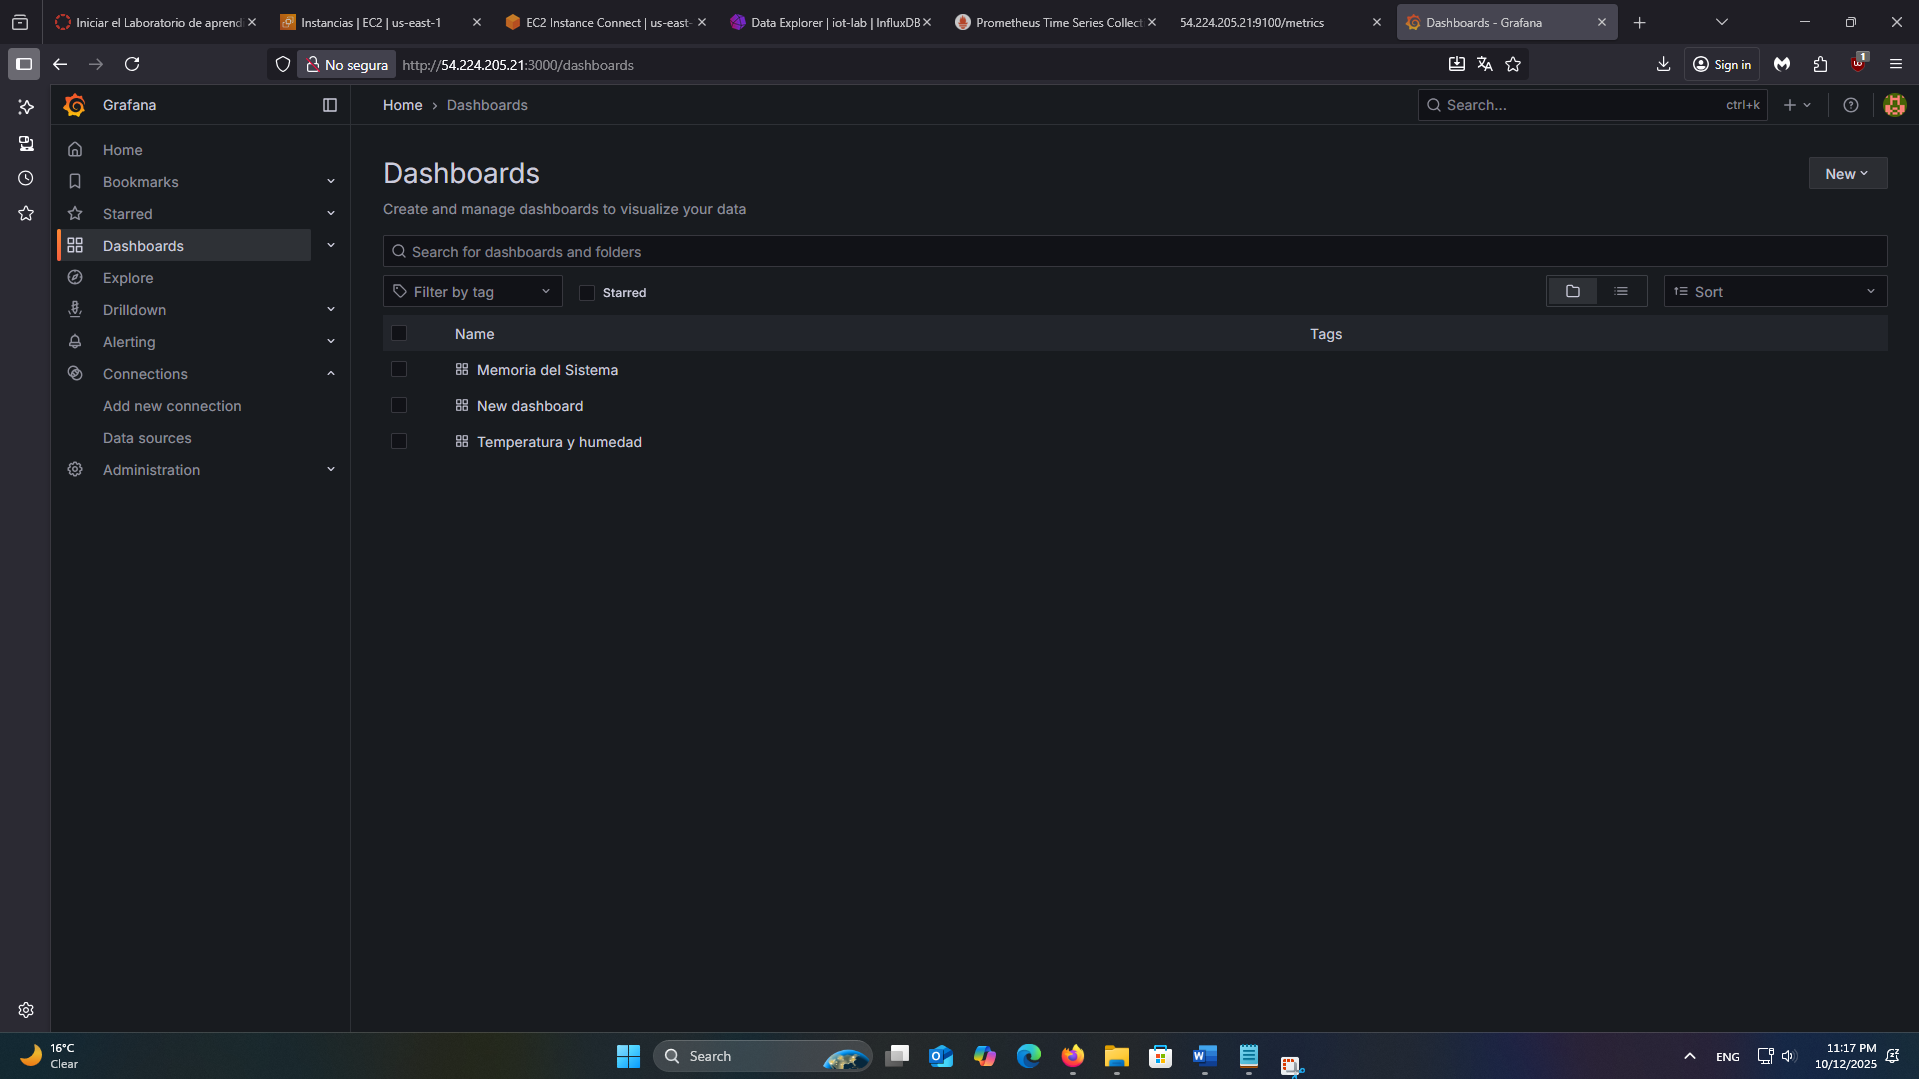 Iniciar el Laboratorio de aprend
Instancias | EC2 | us-east-1
EC2 Instance Connect | us-east-
Data Explorer | iot-lab | InfluxDB
Prometheus Time Series Collect
54.224.205.21:9100/metrics
Dashboards - Grafana
No segura
http://54.224.205.21:3000/dashboards
Sign in
1
Grafana
Home › Dashboards
Search...
ctrl+k
Home
Bookmarks
Starred
Dashboards
Explore
Drilldown
Alerting
Connections
Add new connection
Data sources
Administration
Dashboards
New
Create and manage dashboards to visualize your data
Search for dashboards and folders
Filter by tag
Starred
Sort
Name
Tags
Memoria del Sistema
New dashboard
Temperatura y humedad
16°C
Clear
Search
ENG
11:17 PM
10/12/2025